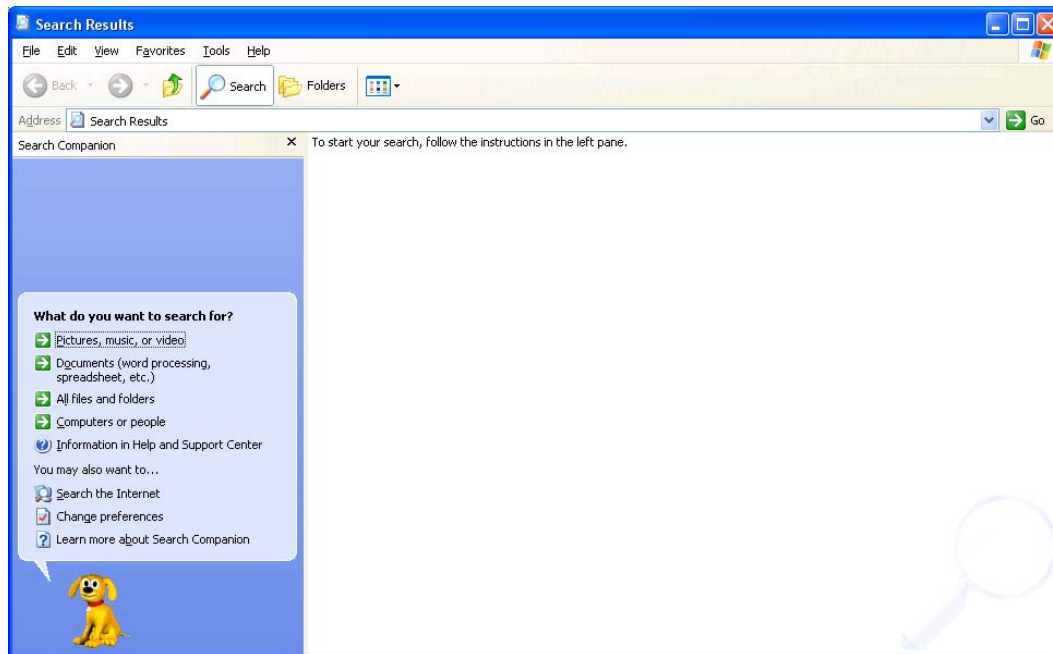 Search Results
File Edit View Favorites Tools Help
Back Search Folders
Address Search Results Go
Search Companion
To start your search, follow the instructions in the left pane.
What do you want to search for?
Pictures, music, or video
Documents (word processing,
spreadsheet, etc.)
All files and folders
Computers or people
Information in Help and Support Center
You may also want to...
Search the Internet
Change preferences
Learn more about Search Companion